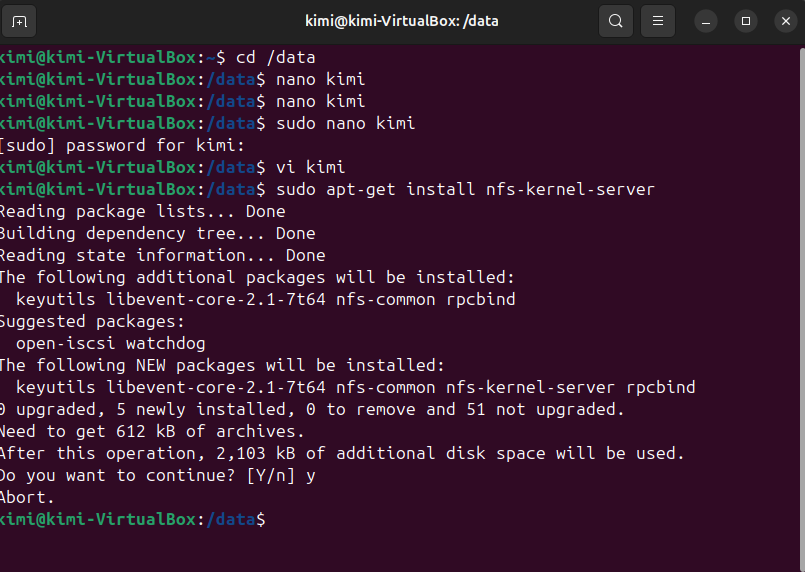 kimi@kimi-VirtualBox: /data
kimi@kimi-VirtualBox:~$ cd /data
kimi@kimi-VirtualBox:/data$ nano kimi
kimi@kimi-VirtualBox:/data$ nano kimi
kimi@kimi-VirtualBox:/data$ sudo nano kimi
[sudo] password for kimi:
kimi@kimi-VirtualBox:/data$ vi kimi
kimi@kimi-VirtualBox:/data$ sudo apt-get install nfs-kernel-server
Reading package lists... Done
Building dependency tree... Done
Reading state information... Done
The following additional packages will be installed:
  keyutils libevent-core-2.1-7t64 nfs-common rpcbind
Suggested packages:
  open-iscsi watchdog
The following NEW packages will be installed:
  keyutils libevent-core-2.1-7t64 nfs-common nfs-kernel-server rpcbind
0 upgraded, 5 newly installed, 0 to remove and 51 not upgraded.
Need to get 612 kB of archives.
After this operation, 2,103 kB of additional disk space will be used.
Do you want to continue? [Y/n] y
Abort.
kimi@kimi-VirtualBox:/data$